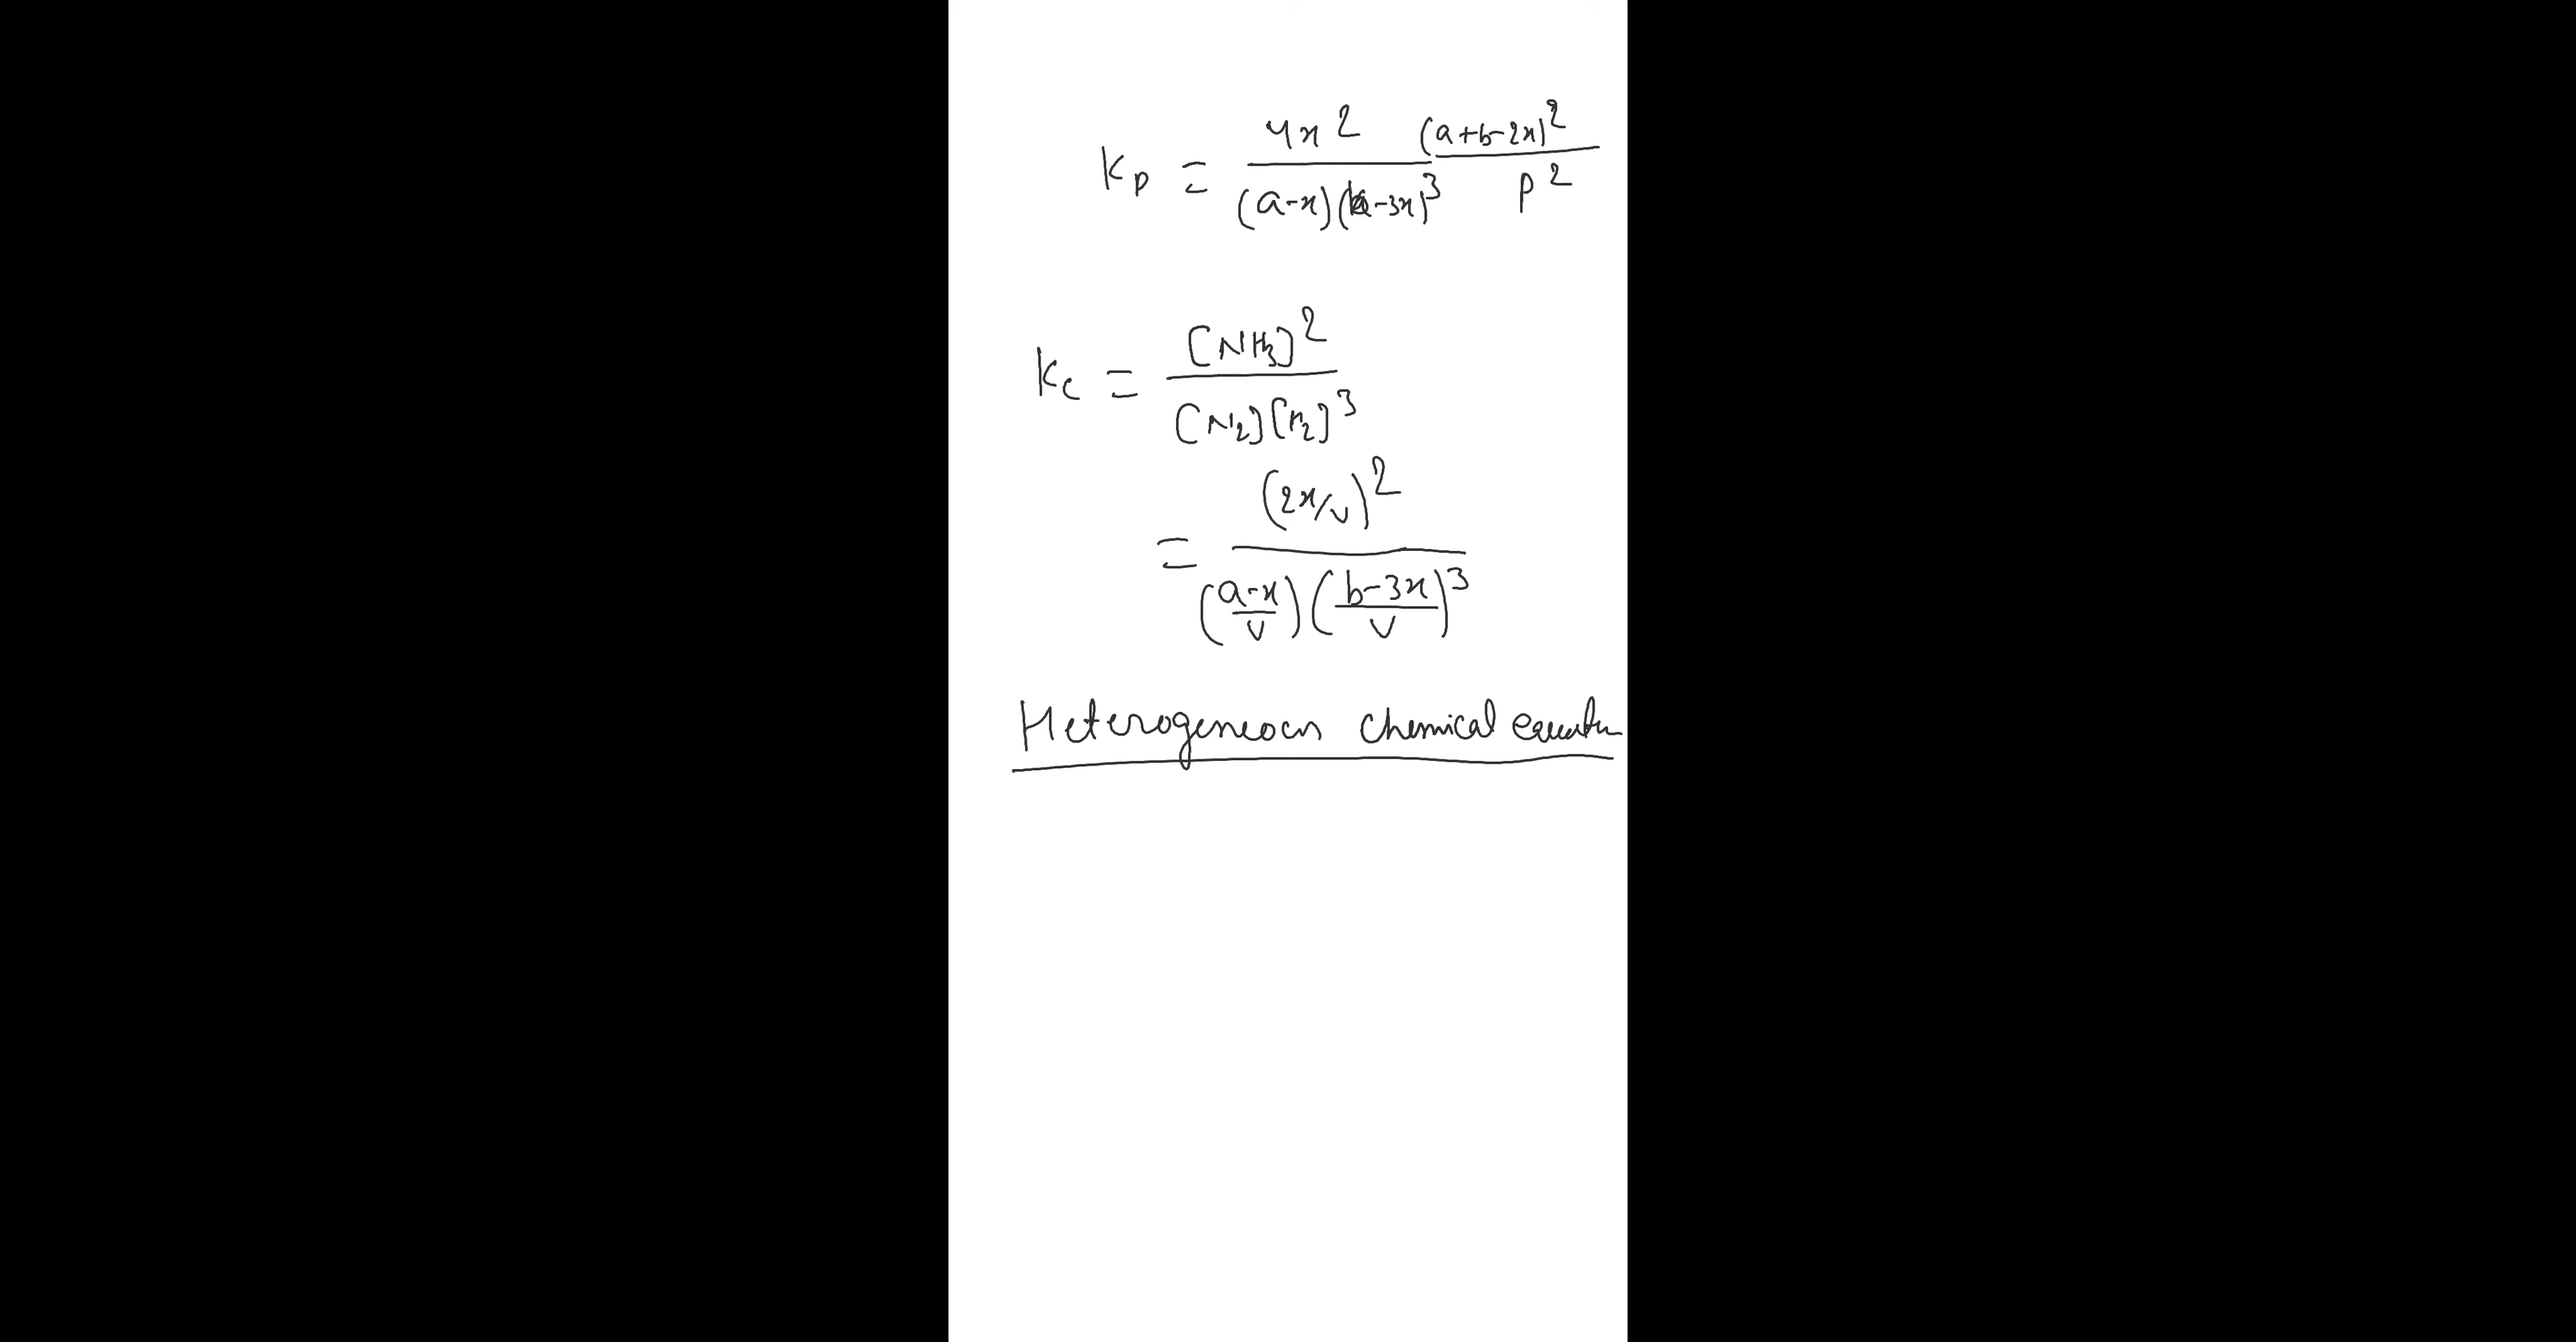 Kp = 4x² / (a-x)(b-3x)³ (a+b-2x)² / P²
Kc = [NH3]² / [N2][H2]³
= (2x/v)² / ((a-x)/v) ((b-3x)/v)³
Heterogeneous chemical